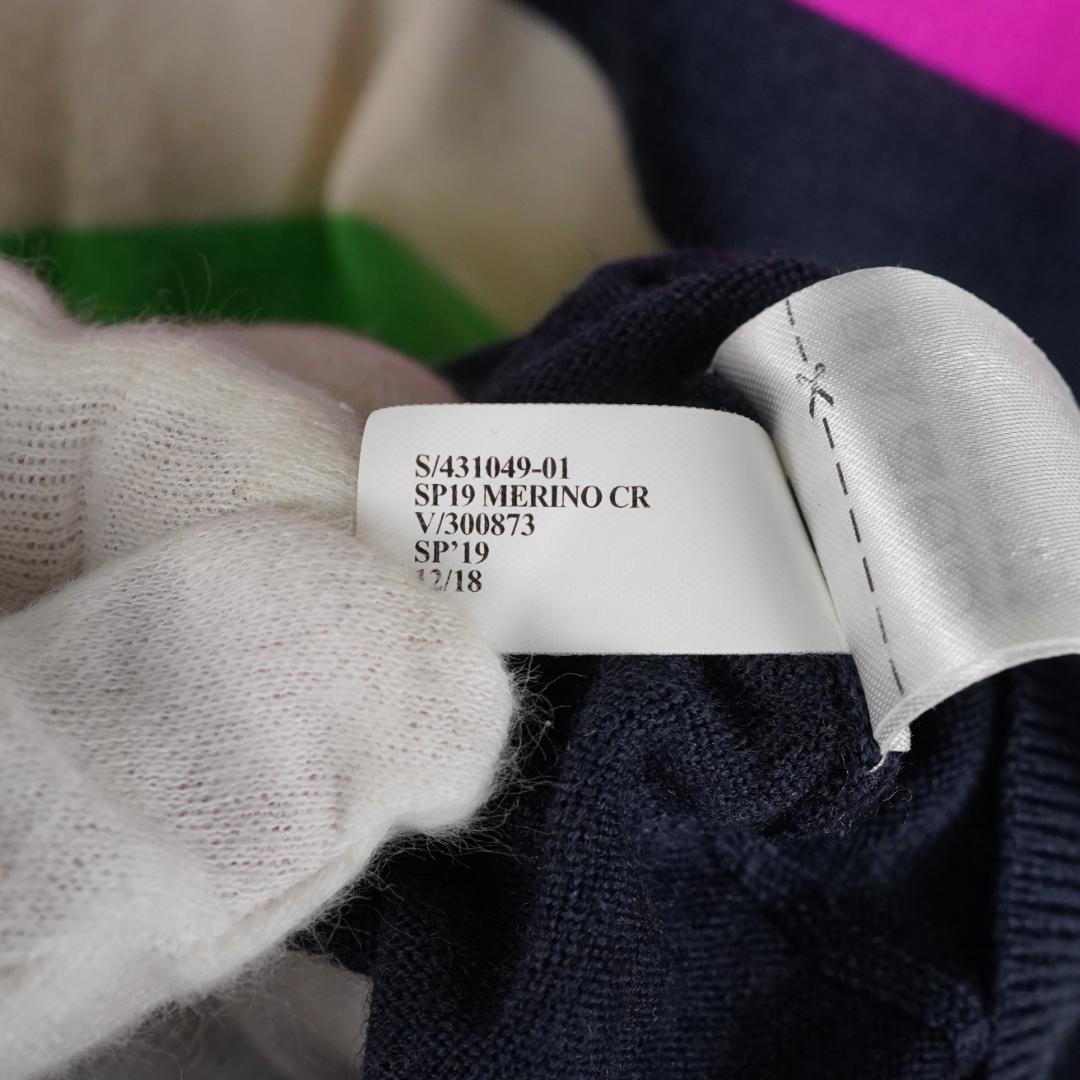 S/431049-01
SP19 MERINO CR
V/300873
SP’19
12/18